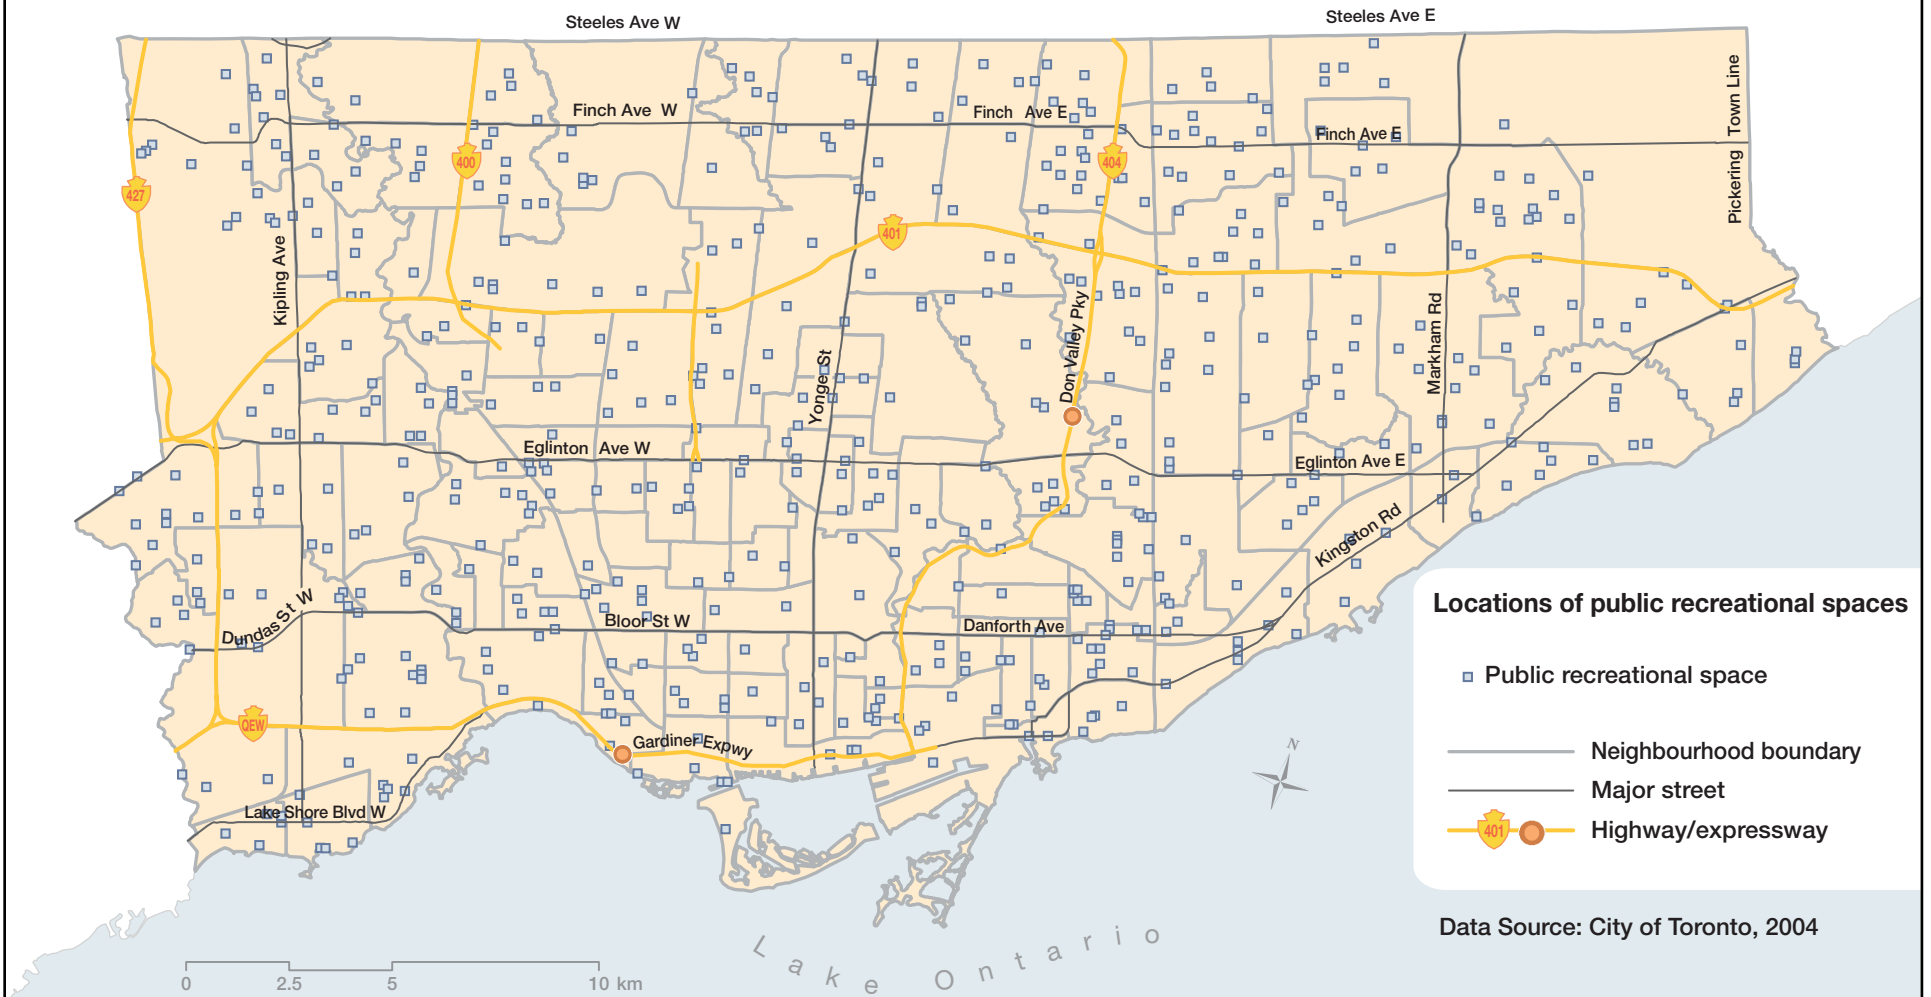 Steeles Ave W
Steeles Ave E
Finch Ave W
Finch Ave E
Finch Ave E
Pickering Town Line
427
400
404
401
Kipling Ave
Yonge St
Don Valley Pky
Markham Rd
Eglinton Ave W
Eglinton Ave E
Kingston Rd
Dundas St W
Bloor St W
Danforth Ave
QEW
Gardiner Expwy
Lake Shore Blvd W
N
Lake Ontario
0 2.5 5 10 km
Locations of public recreational spaces
Public recreational space
Neighbourhood boundary
Major street
401
Highway/expressway
Data Source: City of Toronto, 2004